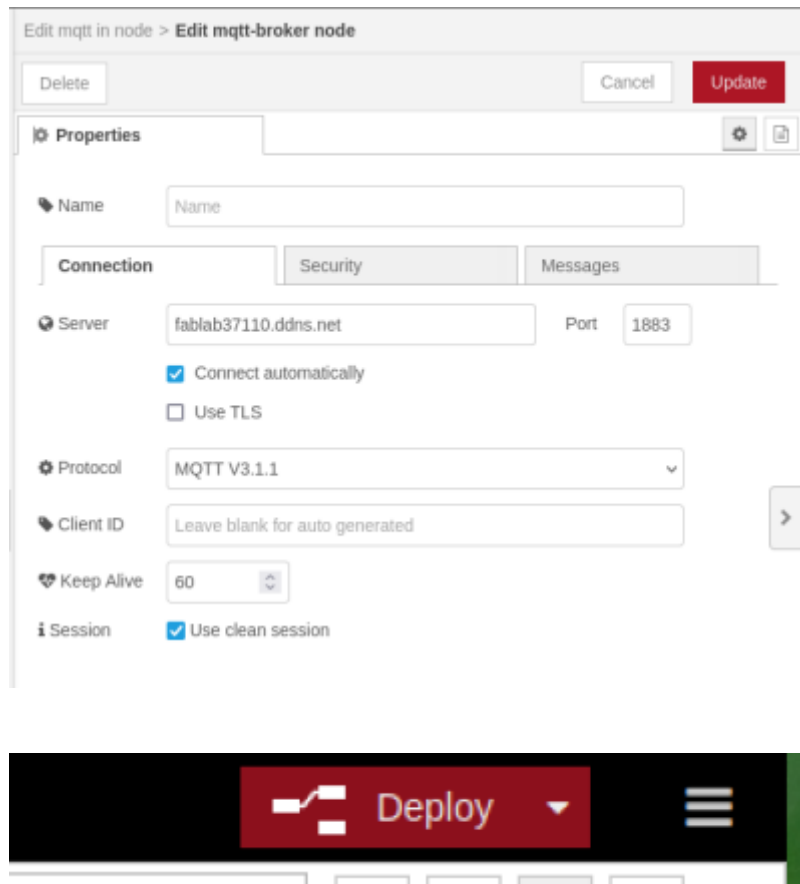 Edit mqtt in node > Edit mqtt-broker node
Delete Cancel Update
Properties
Name Name
Connection Security Messages
Server fablab37110.ddns.net Port 1883
Connect automatically
Use TLS
Protocol MQTT V3.1.1
Client ID Leave blank for auto generated
Keep Alive 60
Session Use clean session
Deploy